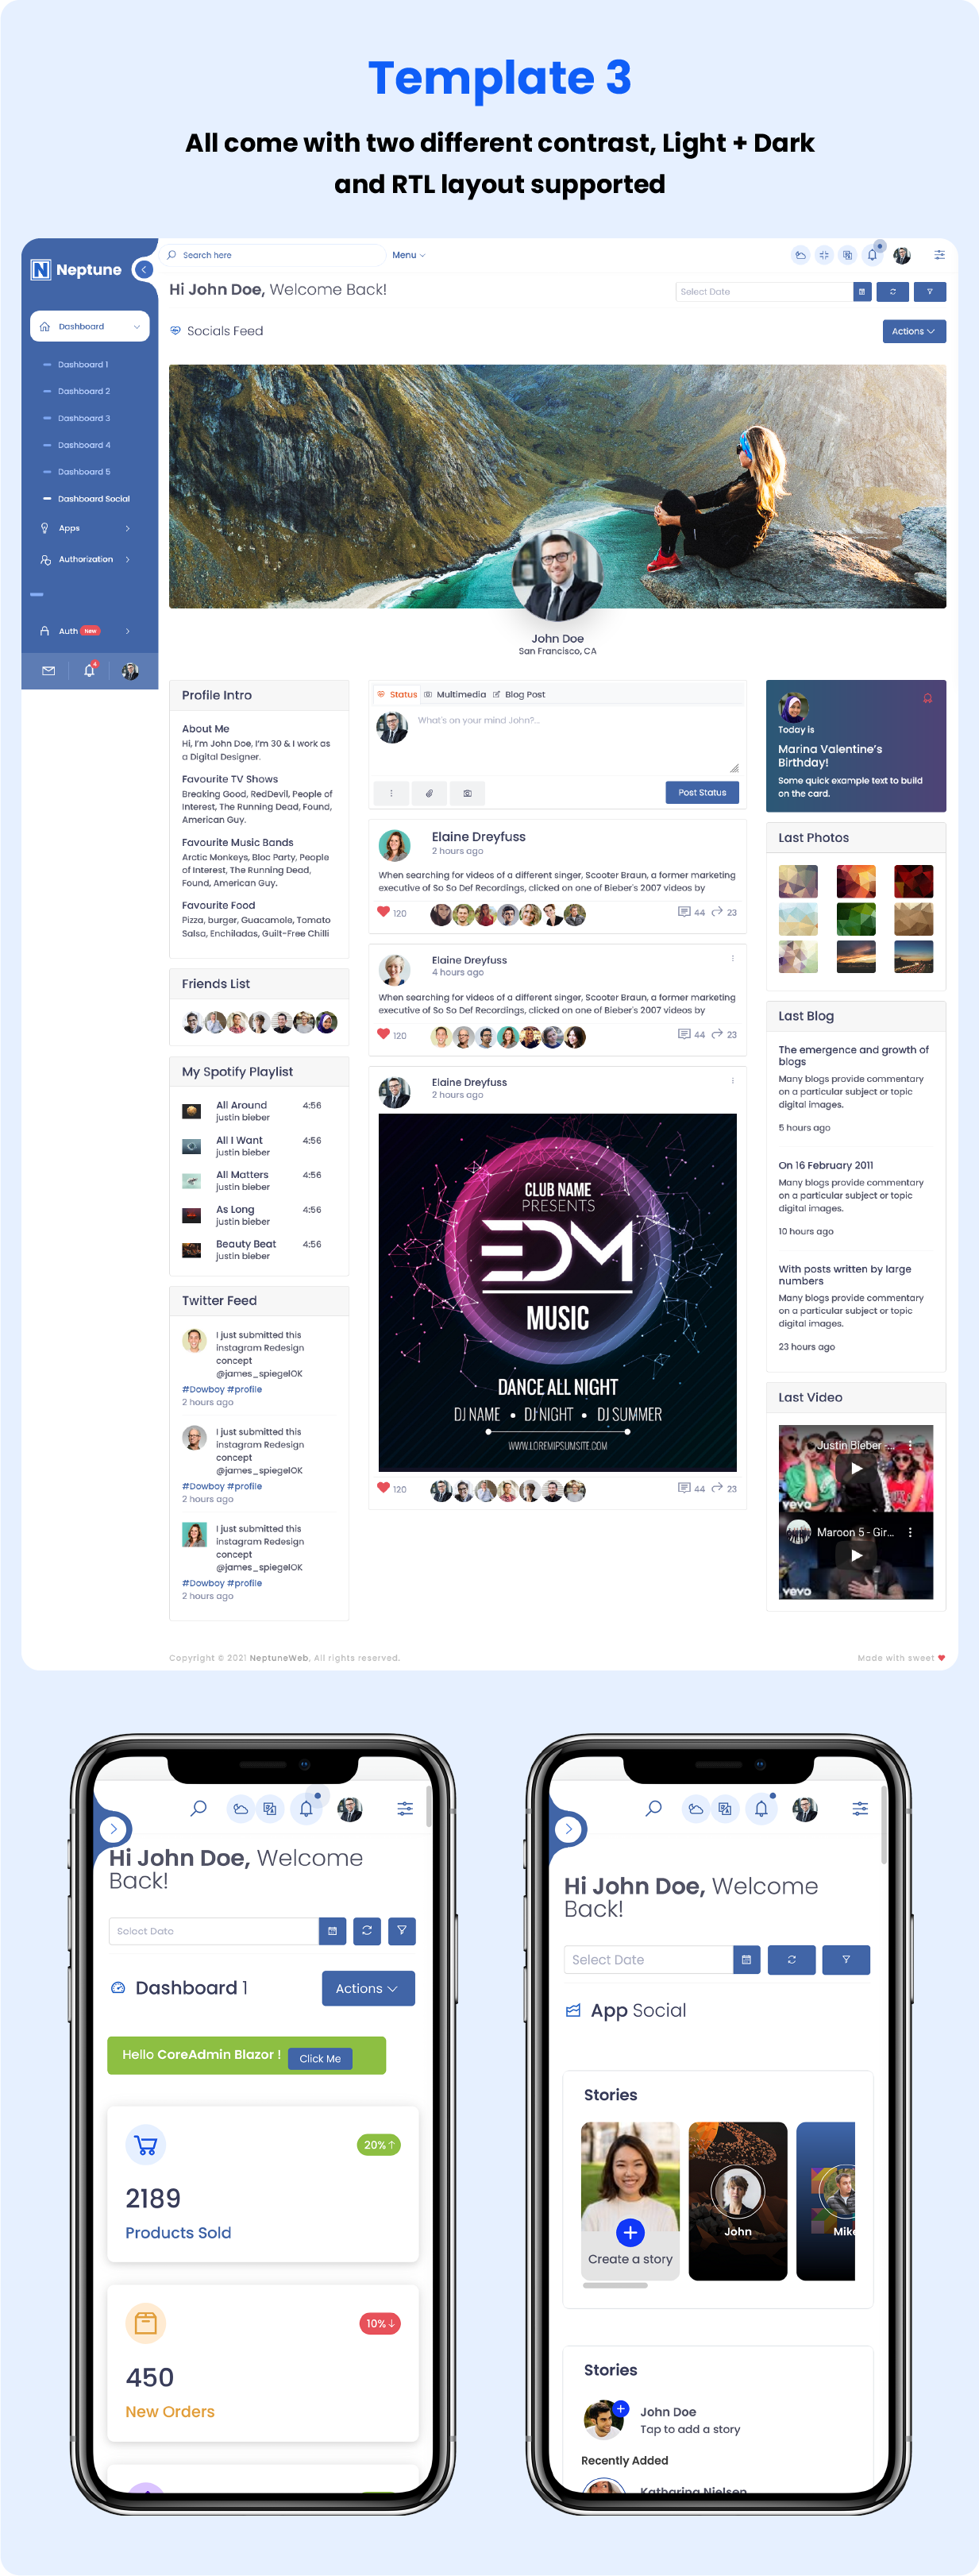 Template 3
All come with two different contrast, Light + Dark
and RTL layout supported
N Neptune
Search here
Menu
Hi John Doe, Welcome Back!
Select Date
Socials Feed
Actions
Dashboard
Dashboard 1
Dashboard 2
Dashboard 3
Dashboard 4
Dashboard 5
Dashboard Social
Apps
Authorization
Auth New
4
John Doe
San Francisco, CA
Profile Intro
About Me
Hi, I'm John Doe, I'm 30 & I work as
a Digital Designer.
Favourite TV Shows
Breaking Good, RedDevil, People of
Interest, The Running Dead, Found,
American Guy.
Favourite Music Bands
Arctic Monkeys, Bloc Party, People
of Interest, The Running Dead,
Found, American Guy.
Favourite Food
Pizza, burger, Guacamole, Tomato
Salsa, Enchiladas, Guilt-Free Chilli
Friends List
My Spotify Playlist
All Around 4:56
justin bieber
All I Want 4:56
justin bieber
All Matters 4:56
justin bieber
As Long 4:56
justin bieber
Beauty Beat 4:56
justin bieber
Twitter Feed
I just submitted this
instagram Redesign
concept
@james_spiegelOK
#Dowboy #profile
2 hours ago
I just submitted this
instagram Redesign
concept
@james_spiegelOK
#Dowboy #profile
2 hours ago
I just submitted this
instagram Redesign
concept
@james_spiegelOK
#Dowboy #profile
2 hours ago
Status Multimedia Blog Post
What's on your mind John?...
Post Status
Elaine Dreyfuss
2 hours ago
When searching for videos of a different singer, Scooter Braun, a former marketing
executive of So So Def Recordings, clicked on one of Bieber's 2007 videos by
120 44 23
Elaine Dreyfuss
4 hours ago
When searching for videos of a different singer, Scooter Braun, a former marketing
executive of So So Def Recordings, clicked on one of Bieber's 2007 videos by
120 44 23
Elaine Dreyfuss
2 hours ago
CLUB NAME
PRESENTS
EDM
MUSIC
DANCE ALL NIGHT
DJ NAME • DJ NIGHT • DJ SUMMER
WWW.LOREMIPSUMSITE.COM
120 44 23
Today is
Marina Valentine's
Birthday!
Some quick example text to build
on the card.
Last Photos
Last Blog
The emergence and growth of
blogs
Many blogs provide commentary
on a particular subject or topic
digital images.
5 hours ago
On 16 February 2011
Many blogs provide commentary
on a particular subject or topic
digital images.
10 hours ago
With posts written by large
numbers
Many blogs provide commentary
on a particular subject or topic
digital images.
23 hours ago
Last Video
Justin Bieber -...
vevo
Maroon 5 - Gir...
vevo
Copyright © 2021 NeptuneWeb, All rights reserved.
Made with sweet
Hi John Doe, Welcome
Back!
Select Date
Dashboard 1
Actions
Hello CoreAdmin Blazor !
Click Me
20% ↑
2189
Products Sold
10% ↓
450
New Orders
Hi John Doe, Welcome
Back!
Select Date
App Social
Stories
Create a story
John
Mike
Stories
John Doe
Tap to add a story
Recently Added
Katharina Nielsen